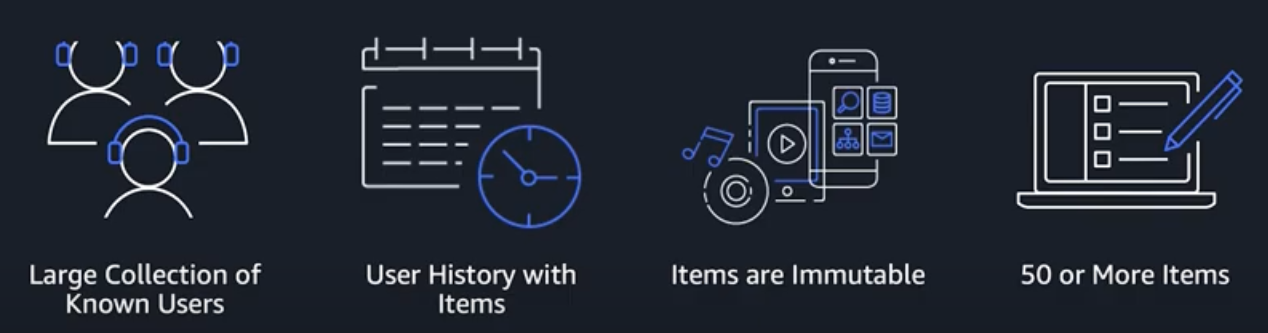 Large Collection of
Known Users
User History with
Items
Items are Immutable
50 or More Items